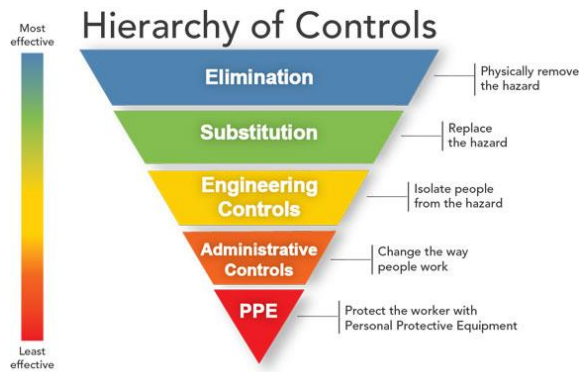 Hierarchy of Controls
Most
effective
Elimination
Physically remove
the hazard
Substitution
Replace
the hazard
Engineering
Controls
Isolate people
from the hazard
Administrative
Controls
Change the way
people work
PPE
Protect the worker with
Personal Protective Equipment
Least
effective